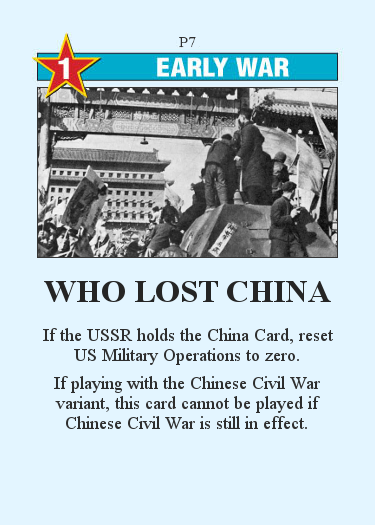 P7
1 EARLY WAR
WHO LOST CHINA
If the USSR holds the China Card, reset
US Military Operations to zero.
If playing with the Chinese Civil War
variant, this card cannot be played if
Chinese Civil War is still in effect.